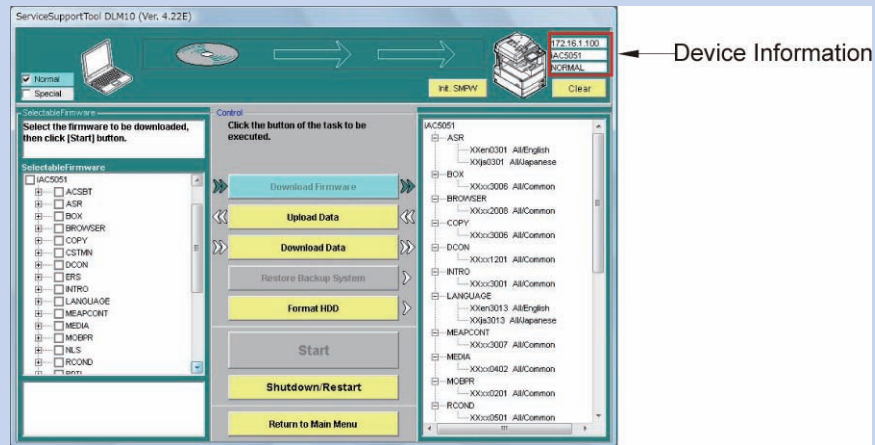 ServiceSupportTool DLM10 (Ver. 4.22E)
172.16.1.100
iAC5051
NORMAL
Device Information
Normal
Special
Init. SMPW
Clear
SelectableFirmware
Select the firmware to be downloaded,
then click [Start] button.
SelectableFirmware
iAC5051
ACSBT
ASR
BOX
BROWSER
COPY
CSTMN
DCON
ERS
INTRO
LANGUAGE
MEAPCONT
MEDIA
MOBPR
NLS
RCOND
Control
Click the button of the task to be
executed.
Download Firmware
Upload Data
Download Data
Restore Backup System
Format HDD
Start
Shutdown/Restart
Return to Main Menu
iAC5051
ASR
XXen0301 All/English
XXja0301 All/Japanese
BOX
XXxx3006 All/Common
BROWSER
XXxx2008 All/Common
COPY
XXxx3006 All/Common
DCON
XXxx1201 All/Common
INTRO
XXxx3001 All/Common
LANGUAGE
XXen3013 All/English
XXja3013 All/Japanese
MEAPCONT
XXxx3007 All/Common
MEDIA
XXxx0402 All/Common
MOBPR
XXxx0201 All/Common
RCOND
XXxx0501 All/Common